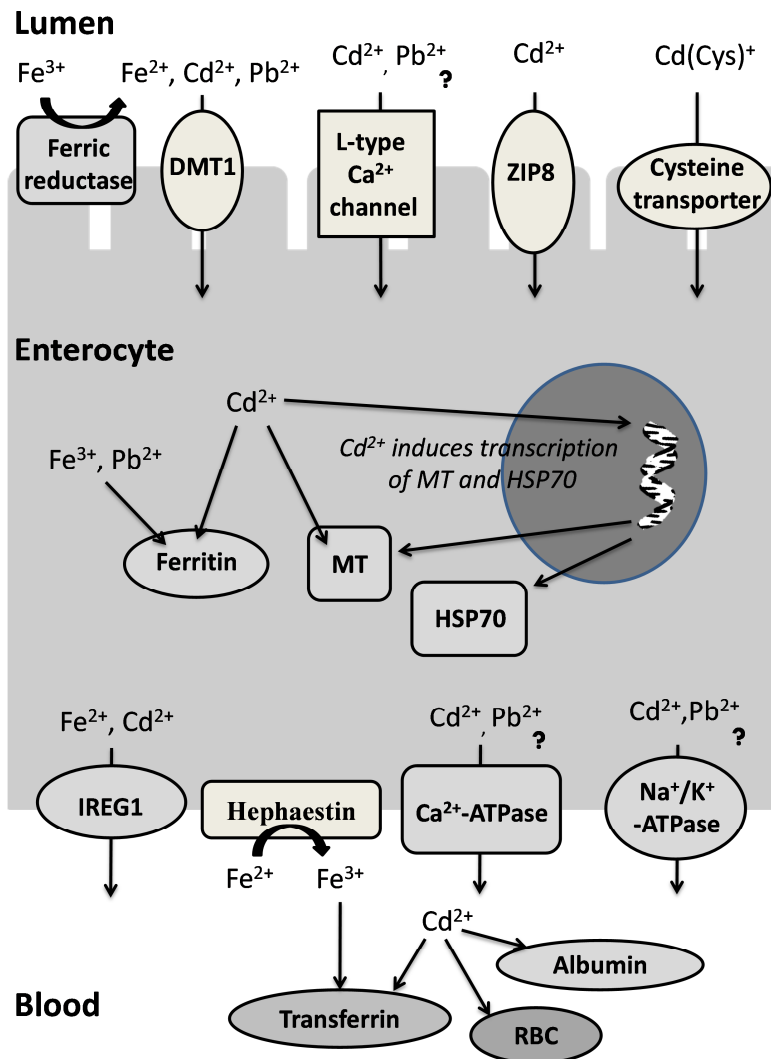 Lumen
Fe³⁺
Fe²⁺, Cd²⁺, Pb²⁺
Cd²⁺, Pb²⁺
?
Cd²⁺
Cd(Cys)⁺
Ferric
reductase
DMT1
L-type
Ca²⁺
channel
ZIP8
Cysteine
transporter
Enterocyte
Cd²⁺
Cd²⁺ induces transcription
of MT and HSP70
Fe³⁺, Pb²⁺
Ferritin
MT
HSP70
Fe²⁺, Cd²⁺
Cd²⁺, Pb²⁺
?
Cd²⁺,Pb²⁺
?
IREG1
Hephaestin
Ca²⁺-ATPase
Na⁺/K⁺
-ATPase
Fe²⁺
Fe³⁺
Cd²⁺
Albumin
Blood
Transferrin
RBC